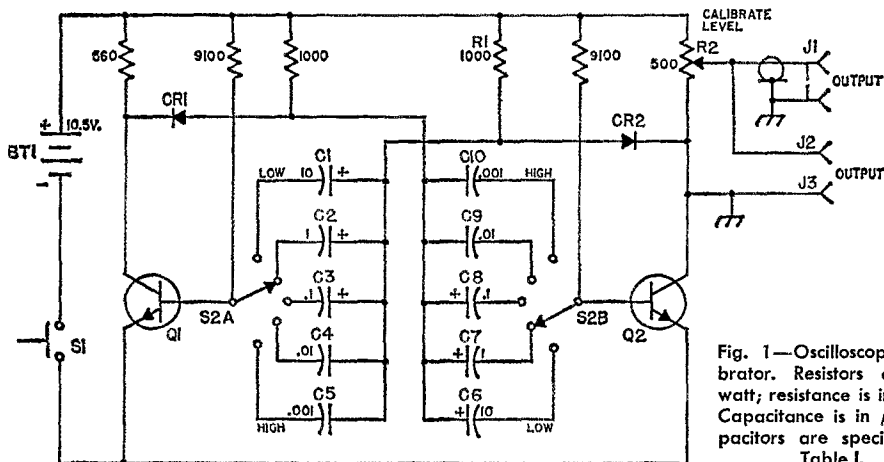 CALIBRATE
LEVEL
660
9100
1000
R1
1000
9100
R2
500
J1
OUTPUT
CR1
CR2
+ 10.5V.
BT1
-
J2
OUTPUT
J3
LOW
C1
10 +
C10
.001
HIGH
C2
1 +
C9
.01
C3
.1 +
C8
+ .1
S2A
S2B
Q1
Q2
C4
.01
C7
+ 1
S1
C5
.001
HIGH
C6
+ 10
LOW
Fig. 1—Oscilloscop
brator. Resistors
watt; resistance is i
Capacitance is in
pacitors are speci
Table I.